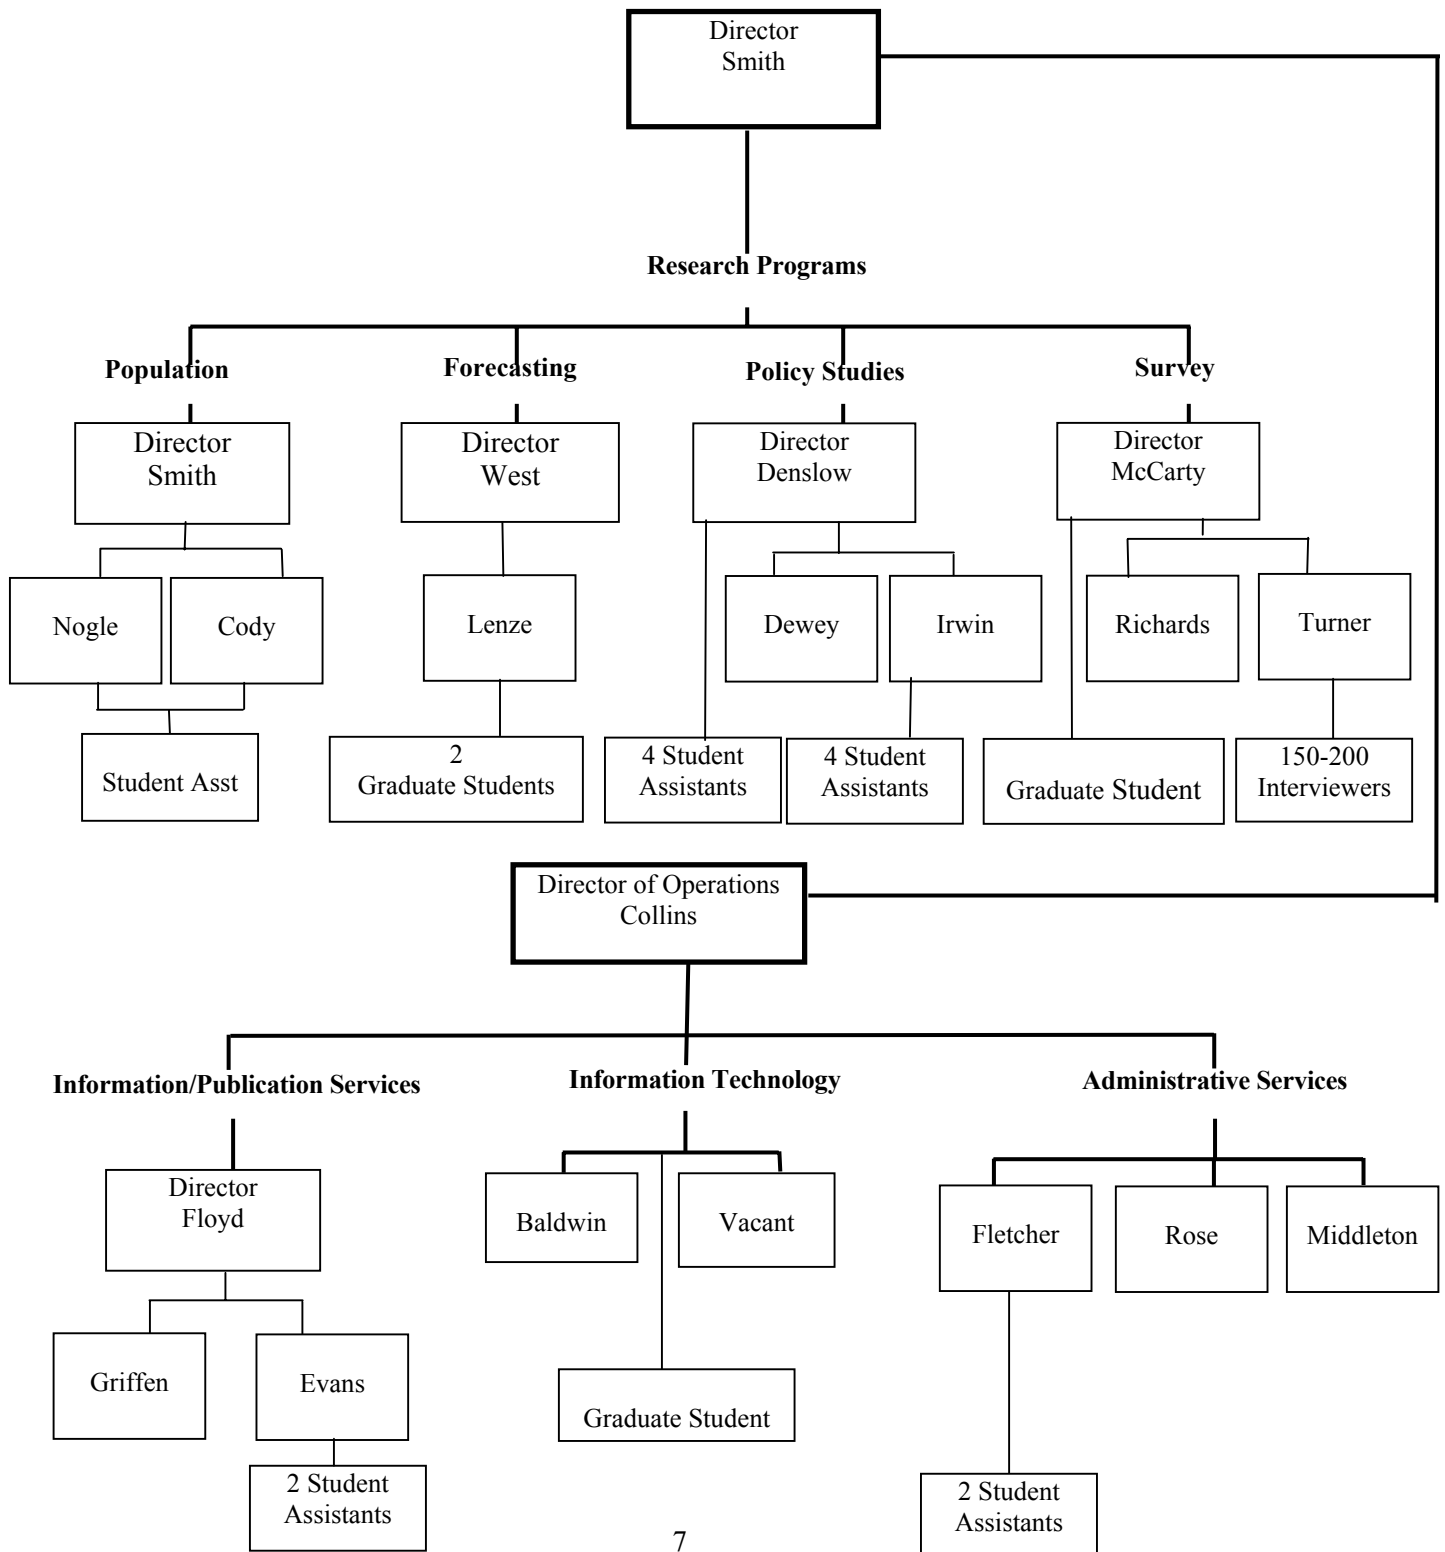 Director
Smith
Research Programs
Population
Forecasting
Policy Studies
Survey
Director
Smith
Director
West
Director
Denslow
Director
McCarty
Nogle
Cody
Lenze
Dewey
Irwin
Richards
Turner
Student Asst
2
Graduate Students
4 Student
Assistants
4 Student
Assistants
Graduate Student
150-200
Interviewers
Director of Operations
Collins
Information/Publication Services
Information Technology
Administrative Services
Director
Floyd
Baldwin
Vacant
Fletcher
Rose
Middleton
Griffen
Evans
Graduate Student
2 Student
Assistants
2 Student
Assistants
7